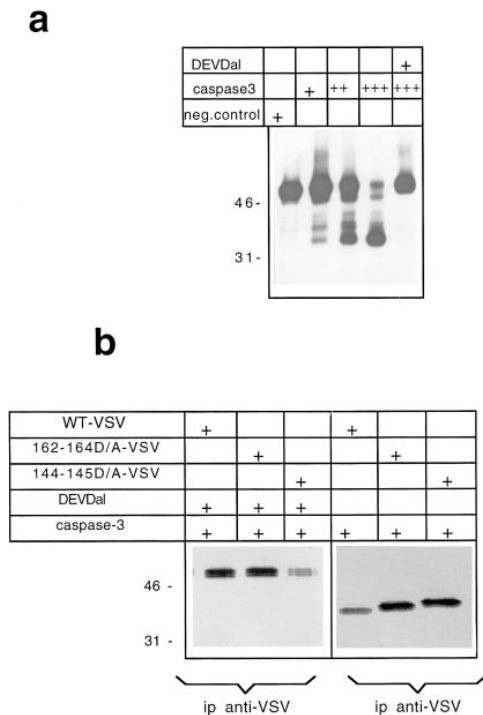 a
DEVDal +
caspase3 + ++ +++ +++
neg.control +
46-
31-
b
WT-VSV + +
162-164D/A-VSV + +
144-145D/A-VSV + +
DEVDal + + +
caspase-3 + + + + + +
46 -
31 -
ip anti-VSV ip anti-VSV